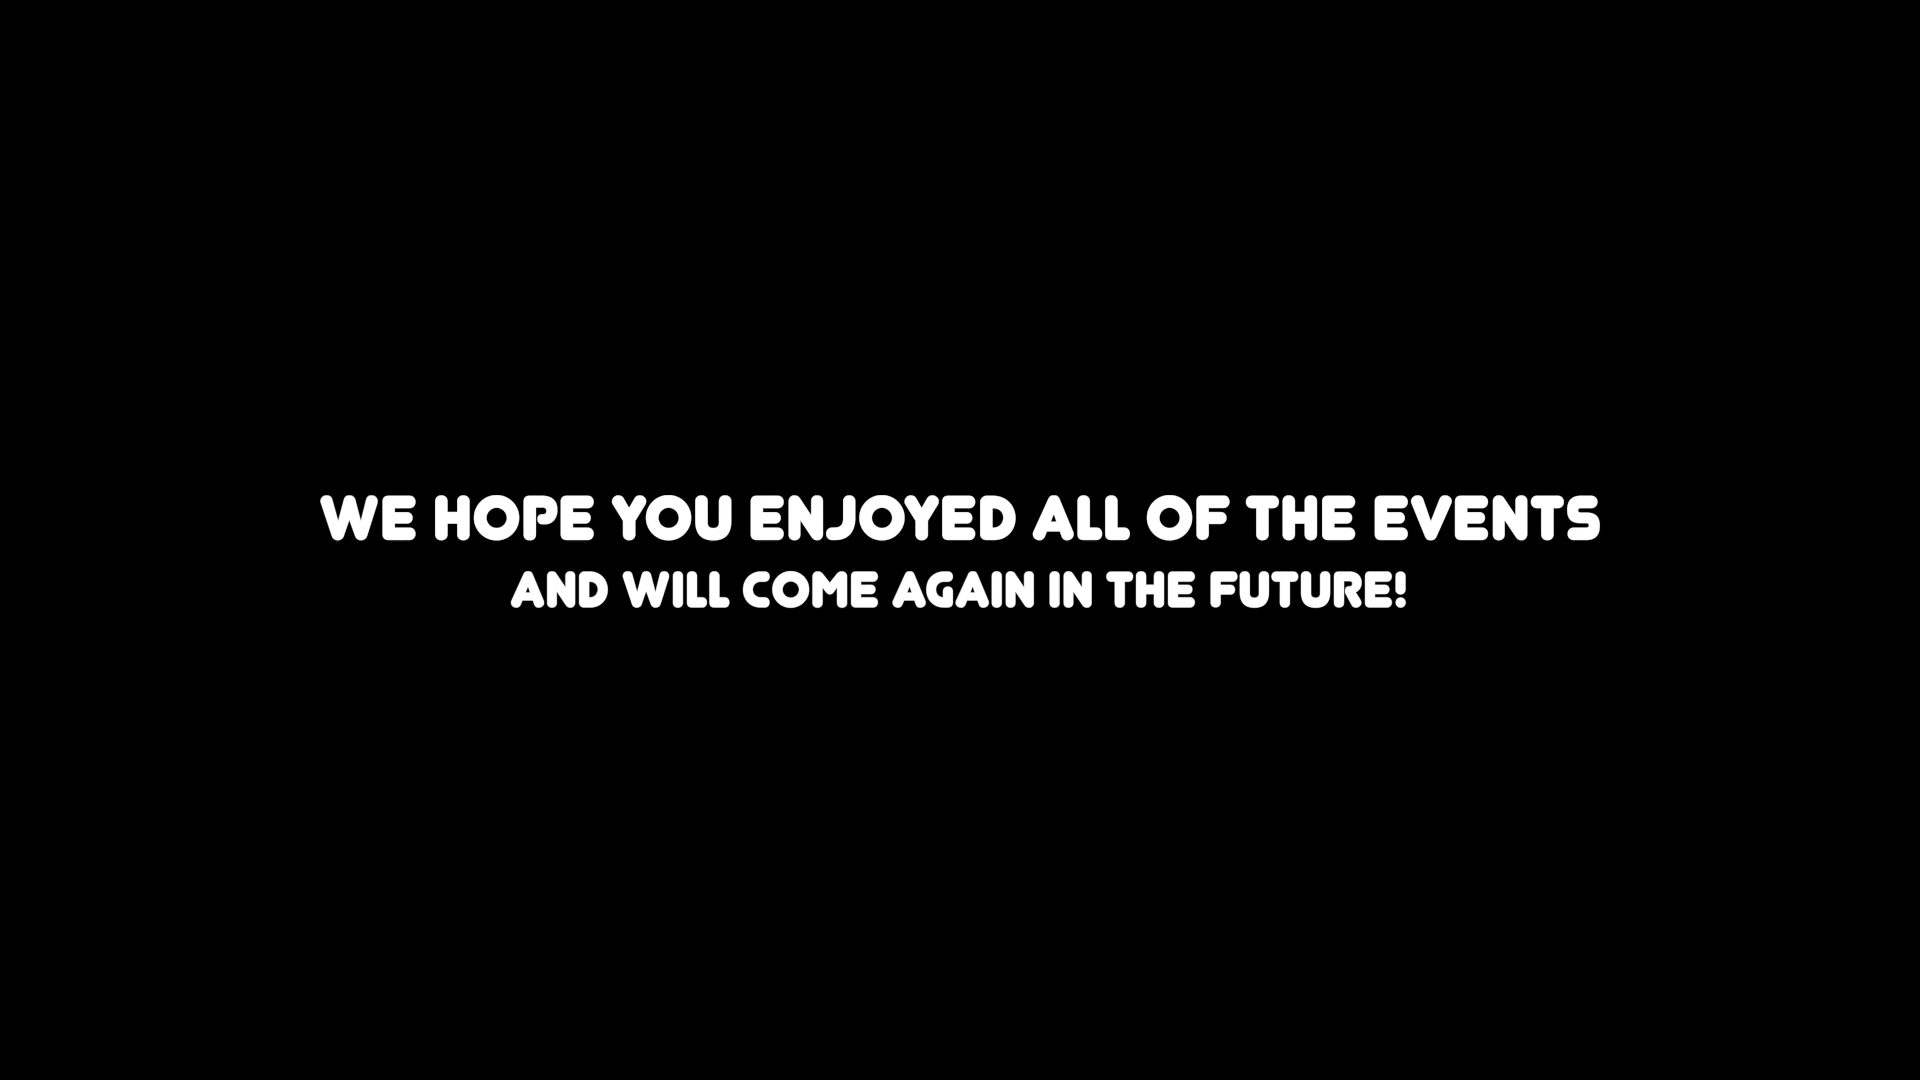 WE HOPE YOU ENJOYED ALL OF THE EVENTS
AND WILL COME AGAIN IN THE FUTURE!